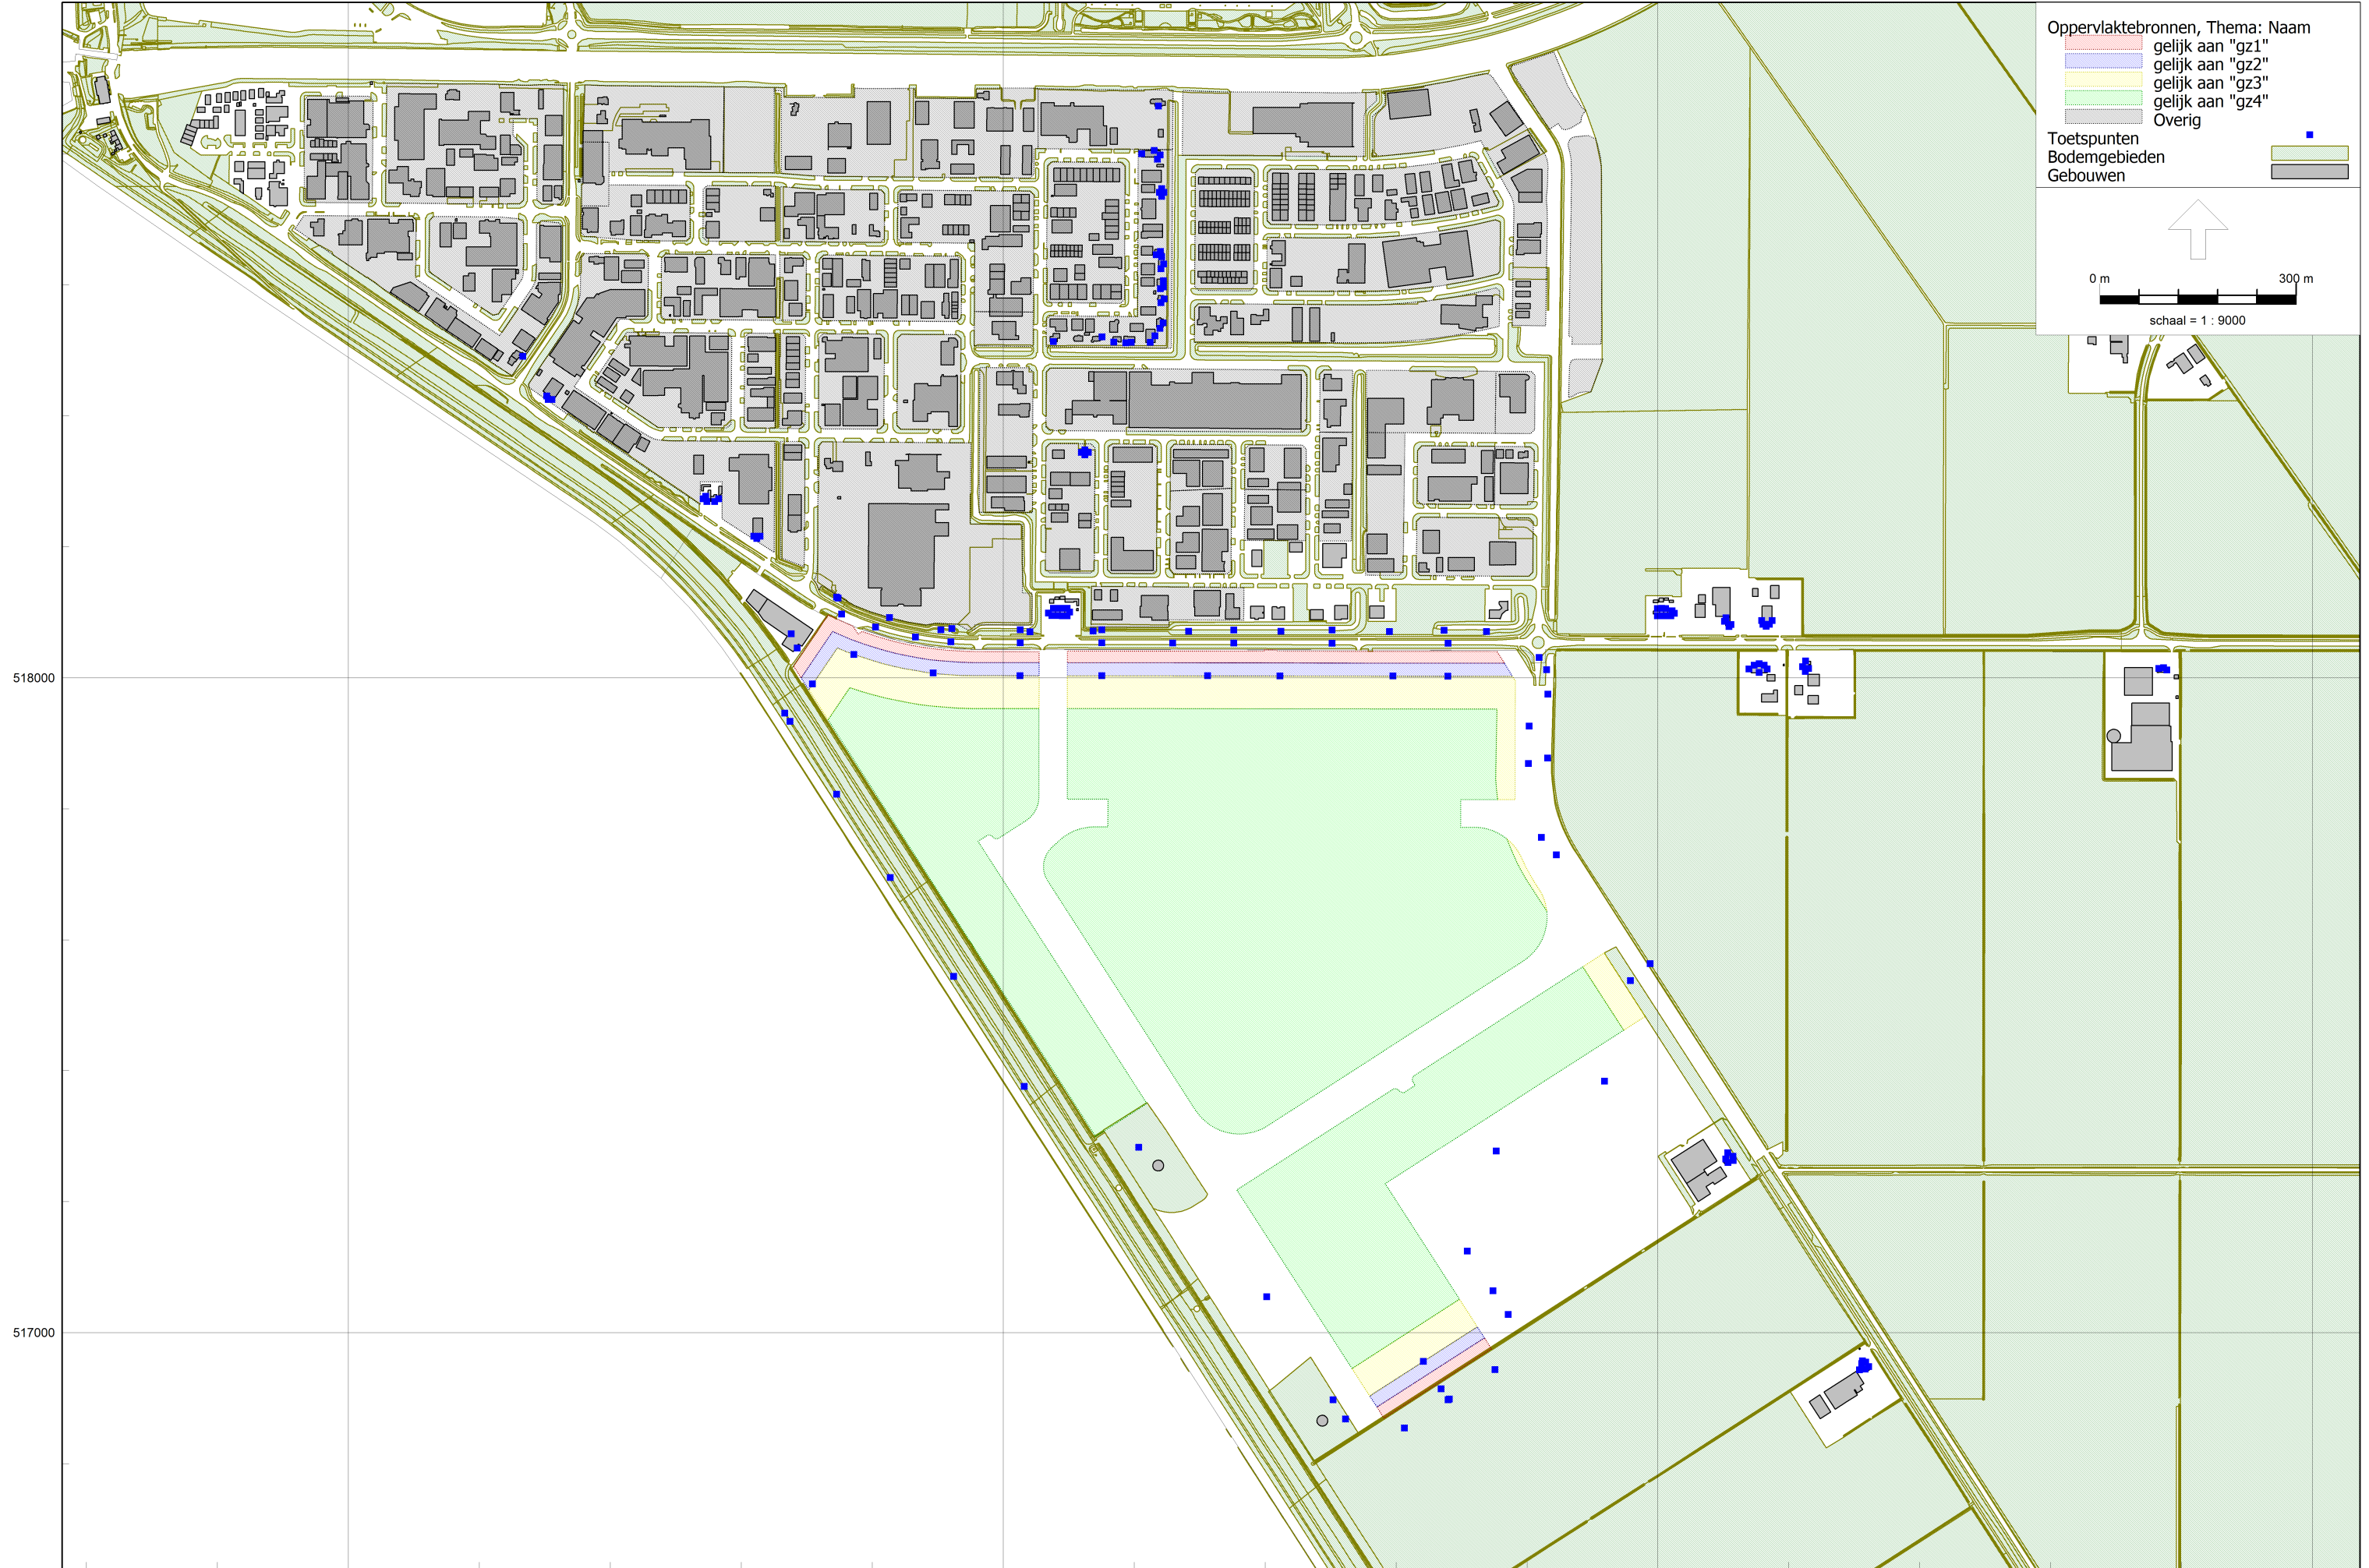 Oppervlaktebronnen, Thema: Naam
gelijk aan "gz1"
gelijk aan "gz2"
gelijk aan "gz3"
gelijk aan "gz4"
Overig
Toetspunten
Bodemgebieden
Gebouwen
0 m 300 m
schaal = 1 : 9000
518000
517000